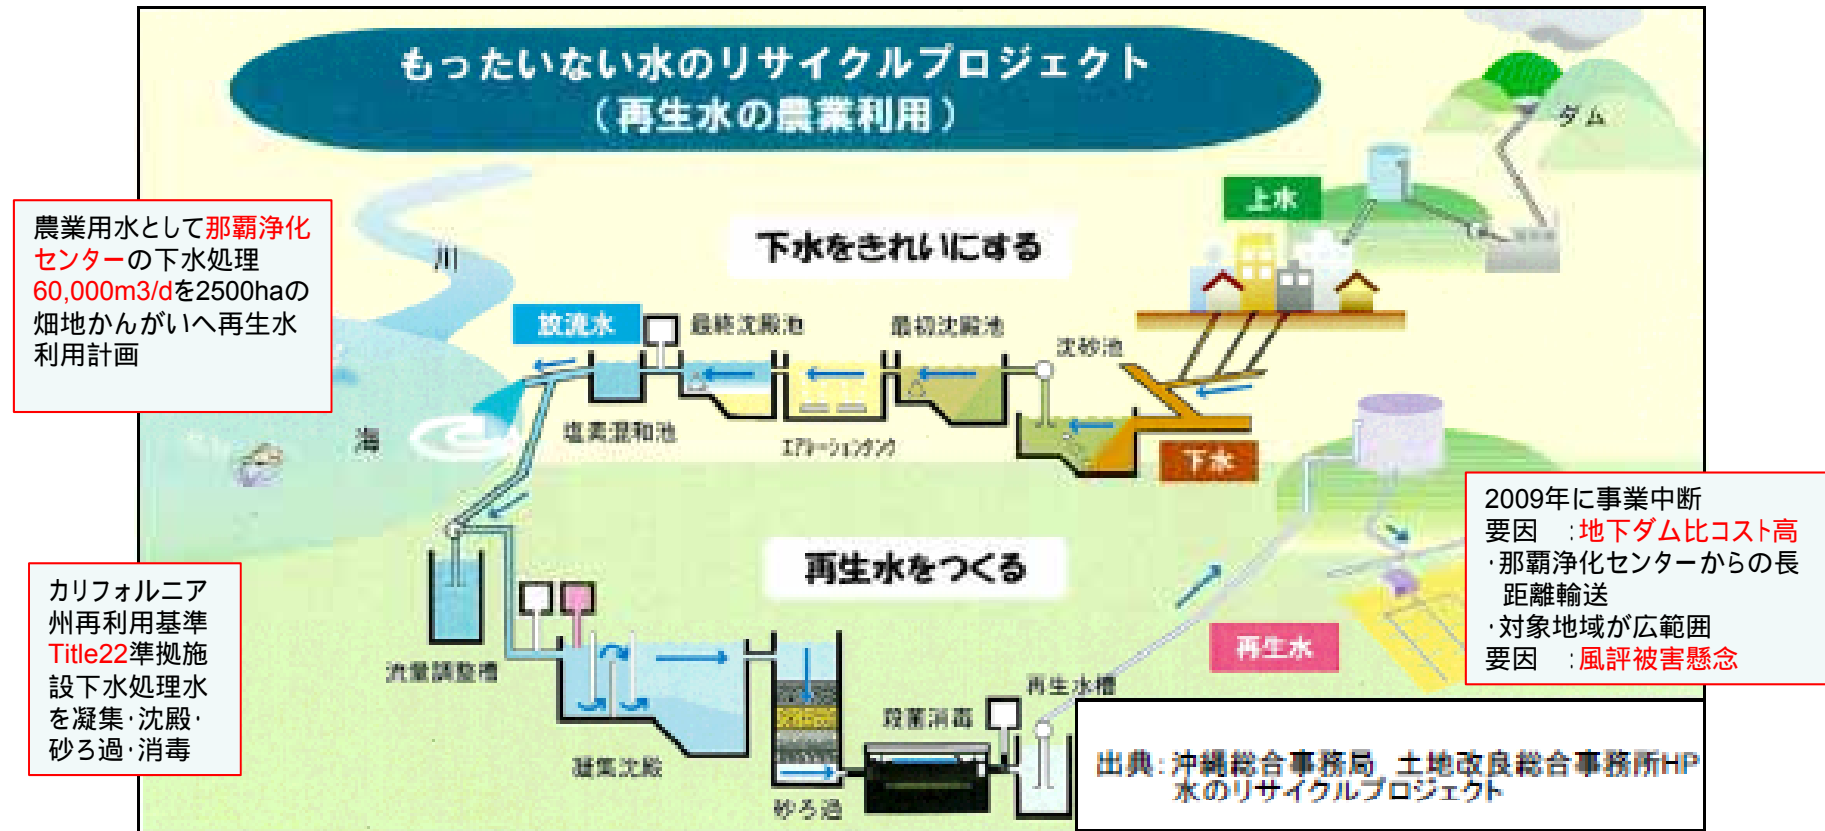 もったいない水のリサイクルプロジェクト
(再生水の農業利用)
ダム
上水
農業用水として那覇浄化
センターの下水処理
60,000m3/dを2500haの
畑地かんがいへ再生水
利用計画
川
下水をきれいにする
放流水
最終沈殿池
最初沈殿池
沈砂池
海
塩素混和池
エアレーションタンク
下水
2009年に事業中断
要因 :地下ダム比コスト高
・那覇浄化センターからの長
距離輸送
・対象地域が広範囲
要因 :風評被害懸念
再生水をつくる
カリフォルニア
州再利用基準
Title22準拠施
設下水処理水
を凝集・沈殿・
砂ろ過・消毒
再生水
流量調整槽
再生水槽
殺菌消毒
凝集沈殿
砂ろ過
出典:沖縄総合事務局 土地改良総合事務所HP
水のリサイクルプロジェクト